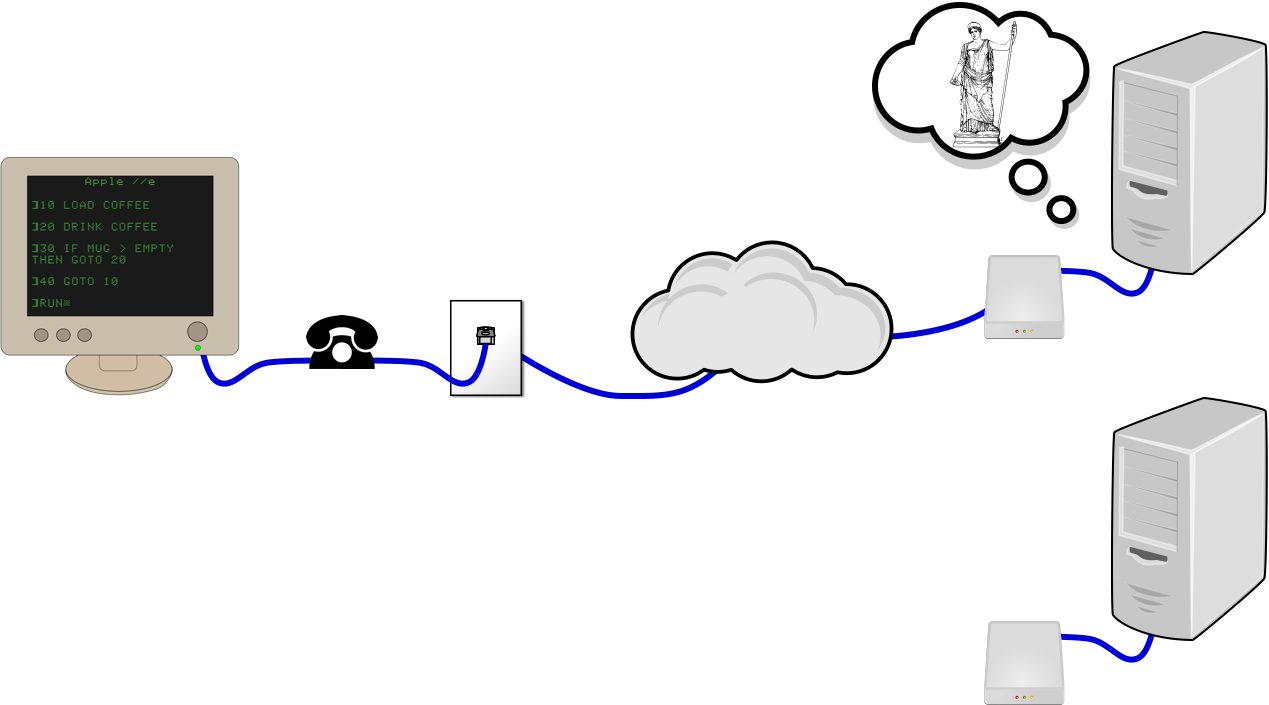 Apple //e
]10 LOAD COFFEE
]20 DRINK COFFEE
]30 IF MUG > EMPTY
THEN GOTO 20
]40 GOTO 10
]RUN